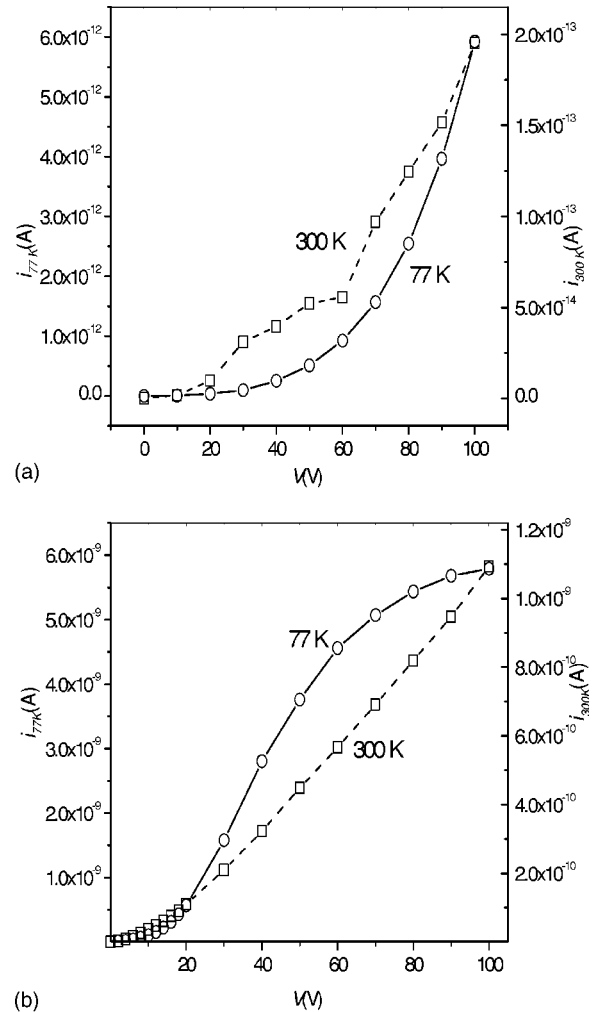 6.0x10⁻¹²
5.0x10⁻¹²
4.0x10⁻¹²
3.0x10⁻¹²
2.0x10⁻¹²
1.0x10⁻¹²
0.0
i77 K(A)
300 K
77 K
2.0x10⁻¹³
1.5x10⁻¹³
1.0x10⁻¹³
5.0x10⁻¹⁴
0.0
i300 K(A)
0 20 40 60 80 100
V(V)
(a)
6.0x10⁻⁹
5.0x10⁻⁹
4.0x10⁻⁹
3.0x10⁻⁹
2.0x10⁻⁹
1.0x10⁻⁹
i77K(A)
77 K
300 K
1.2x10⁻⁹
1.0x10⁻⁹
8.0x10⁻¹⁰
6.0x10⁻¹⁰
4.0x10⁻¹⁰
2.0x10⁻¹⁰
i300K(A)
20 40 60 80 100
V(V)
(b)